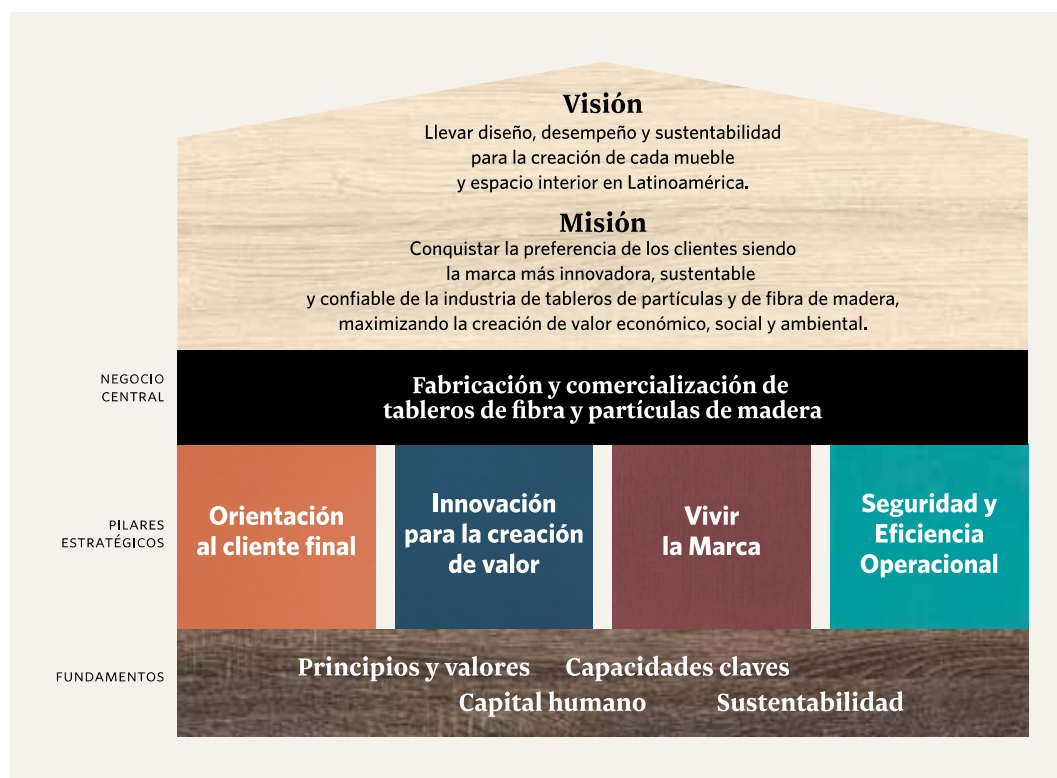 Visión
Llevar diseño, desempeño y sustentabilidad
para la creación de cada mueble
y espacio interior en Latinoamérica.
Misión
Conquistar la preferencia de los clientes siendo
la marca más innovadora, sustentable
y confiable de la industria de tableros de partículas y de fibra de madera,
maximizando la creación de valor económico, social y ambiental.
NEGOCIO
CENTRAL
Fabricación y comercialización de
tableros de fibra y partículas de madera
PILARES
ESTRATÉGICOS
Orientación
al cliente final
Innovación
para la creación
de valor
Vivir
la Marca
Seguridad y
Eficiencia
Operacional
FUNDAMENTOS
Principios y valores Capacidades claves
Capital humano Sustentabilidad